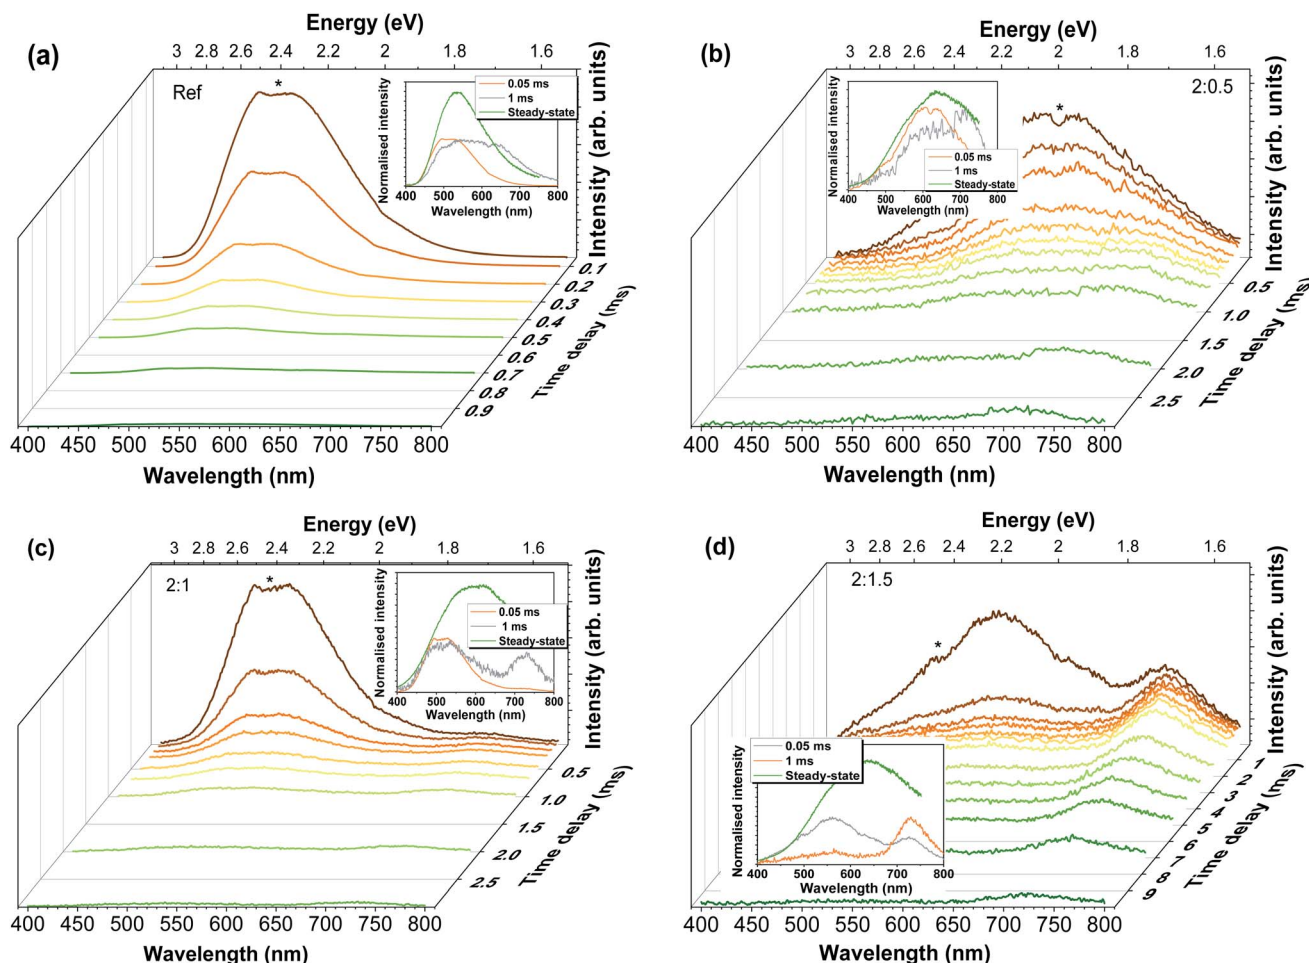 (a)
Energy (eV)
3 2.8 2.6 2.4 2.2 2 1.8 1.6
Ref
*
Intensity (arb. units)
0.1
0.2
0.3
0.4
0.5
0.6
0.7
0.8
0.9
Time delay (ms)
400 450 500 550 600 650 700 750 800
Wavelength (nm)
Normalised intensity
0.05 ms
1 ms
Steady-state
400 500 600 700 800
Wavelength (nm)
(b)
Energy (eV)
3 2.8 2.6 2.4 2.2 2 1.8 1.6
2:0.5
*
Intensity (arb. units)
0.5
1.0
1.5
2.0
2.5
Time delay (ms)
400 450 500 550 600 650 700 750 800
Wavelength (nm)
Normalised intensity
0.05 ms
1 ms
Steady-state
400 500 600 700 800
Wavelength (nm)
(c)
Energy (eV)
3 2.8 2.6 2.4 2.2 2 1.8 1.6
2:1
*
Intensity (arb. units)
0.5
1.0
1.5
2.0
2.5
Time delay (ms)
400 450 500 550 600 650 700 750 800
Wavelength (nm)
Normalised intensity
0.05 ms
1 ms
Steady-state
400 500 600 700 800
Wavelength (nm)
(d)
Energy (eV)
3 2.8 2.6 2.4 2.2 2 1.8 1.6
2:1.5
*
Intensity (arb. units)
1
2
3
4
5
6
7
8
9
Time delay (ms)
400 450 500 550 600 650 700 750 800
Wavelength (nm)
Normalised intensity
0.05 ms
1 ms
Steady-state
400 500 600 700 800
Wavelength (nm)